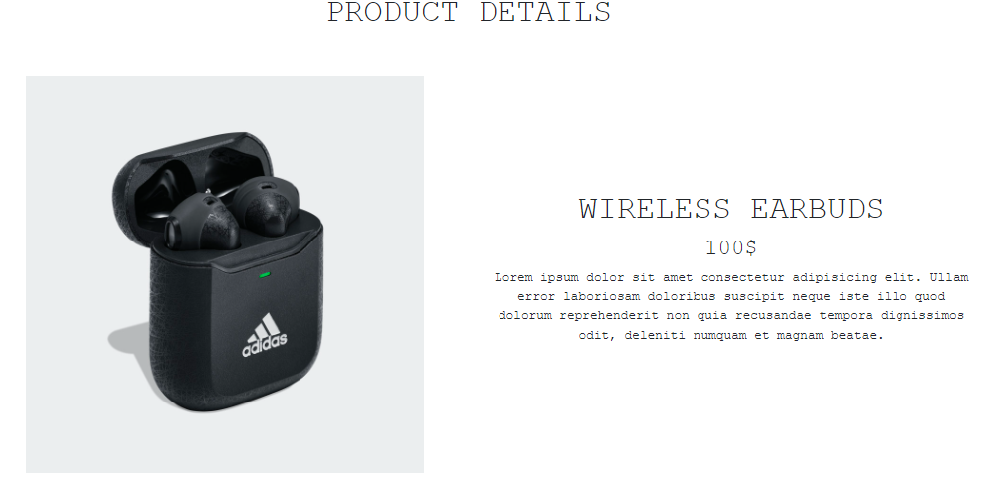 PRODUCT DETAILS
adidas
WIRELESS EARBUDS
100$
Lorem ipsum dolor sit amet consectetur adipisicing elit. Ullam
error laboriosam doloribus suscipit neque iste illo quod
dolorum reprehenderit non quia recusandae tempora dignissimos
odit, deleniti numquam et magnam beatae.